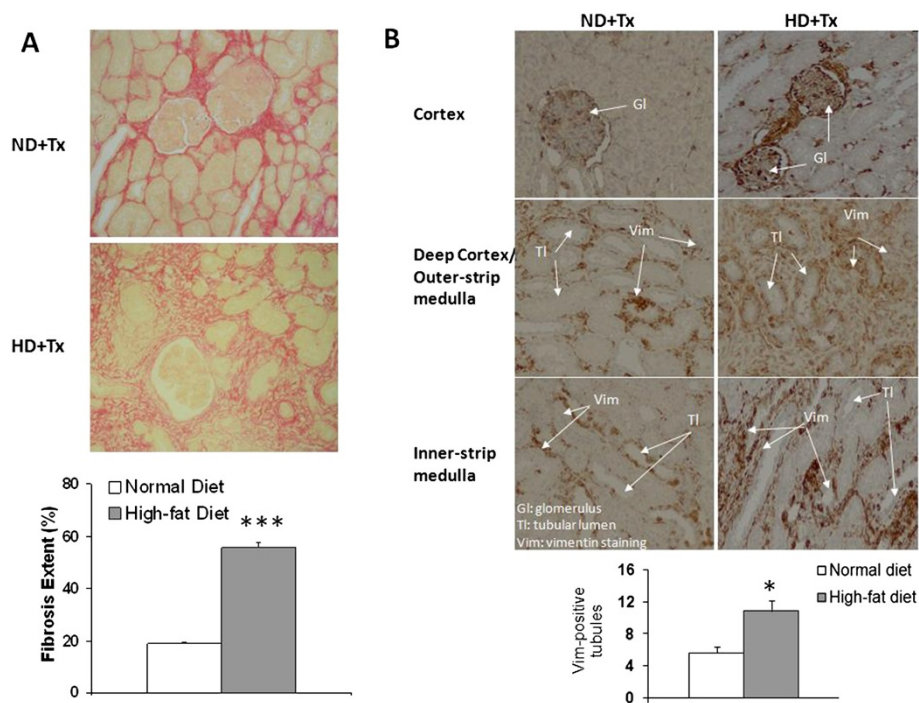 A
ND+Tx
HD+Tx
Fibrosis Extent (%)
80
60
40
20
0
Normal Diet
High-fat Diet
***
B
ND+Tx
HD+Tx
Cortex
Gl
Gl
Deep Cortex/
Outer-strip
medulla
Tl
Vim
Tl
Vim
Inner-strip
medulla
Vim
Tl
Vim
Tl
Gl: glomerulus
Tl: tubular lumen
Vim: vimentin staining
Vim-positive
tubules
16
12
8
4
0
Normal diet
High-fat diet
*